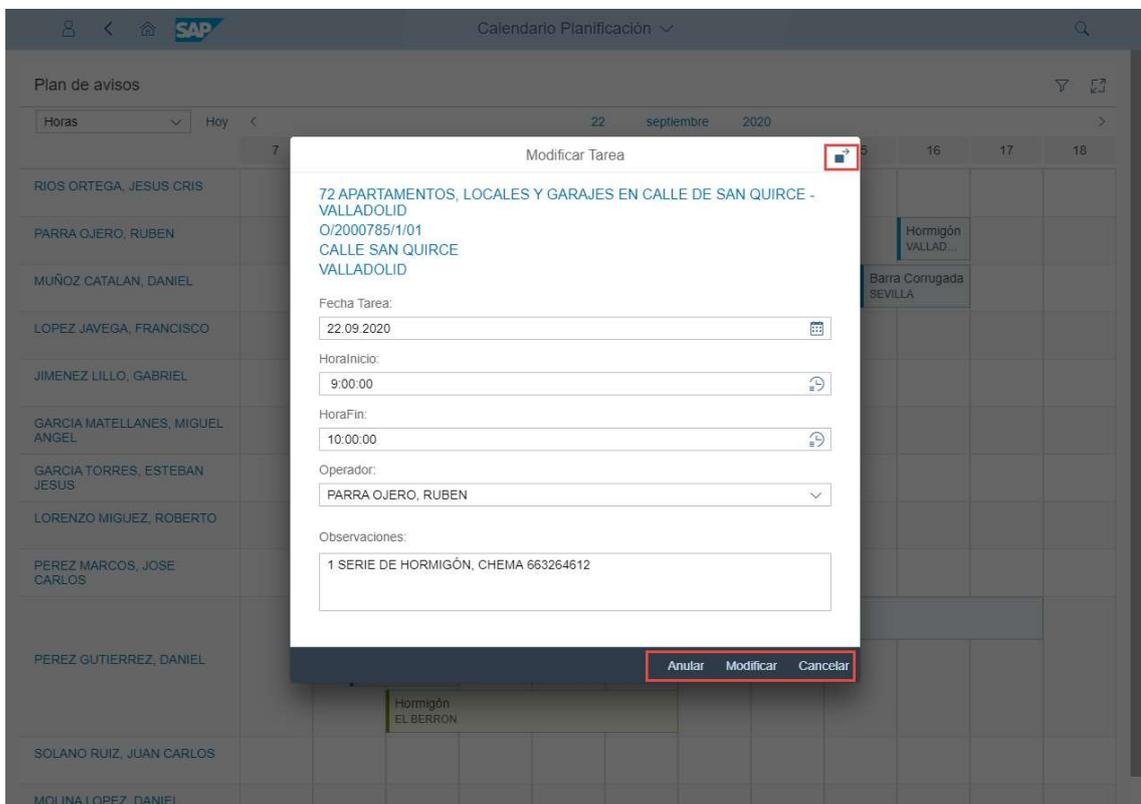 SAP
Calendario Planificación
Plan de avisos
Horas
Hoy
22 septiembre 2020
7
16
17
18
Modificar Tarea
72 APARTAMENTOS, LOCALES Y GARAJES EN CALLE DE SAN QUIRCE -
VALLADOLID
O/2000785/1/01
CALLE SAN QUIRCE
VALLADOLID
Fecha Tarea:
22.09.2020
HoraInicio:
9:00:00
HoraFin:
10:00:00
Operador:
PARRA OJERO, RUBEN
Observaciones:
1 SERIE DE HORMIGÓN, CHEMA 663264612
Anular Modificar Cancelar
RIOS ORTEGA, JESUS CRIS
PARRA OJERO, RUBEN
Hormigón
VALLAD...
MUÑOZ CATALAN, DANIEL
Barra Corrugada
SEVILLA
LOPEZ JAVEGA, FRANCISCO
JIMENEZ LILLO, GABRIEL
GARCIA MATELLANES, MIGUEL
ANGEL
GARCIA TORRES, ESTEBAN
JESUS
LORENZO MIGUEZ, ROBERTO
PEREZ MARCOS, JOSE
CARLOS
PEREZ GUTIERREZ, DANIEL
Hormigón
EL BERRON
SOLANO RUIZ, JUAN CARLOS
MOLINA LOPEZ, DANIEL